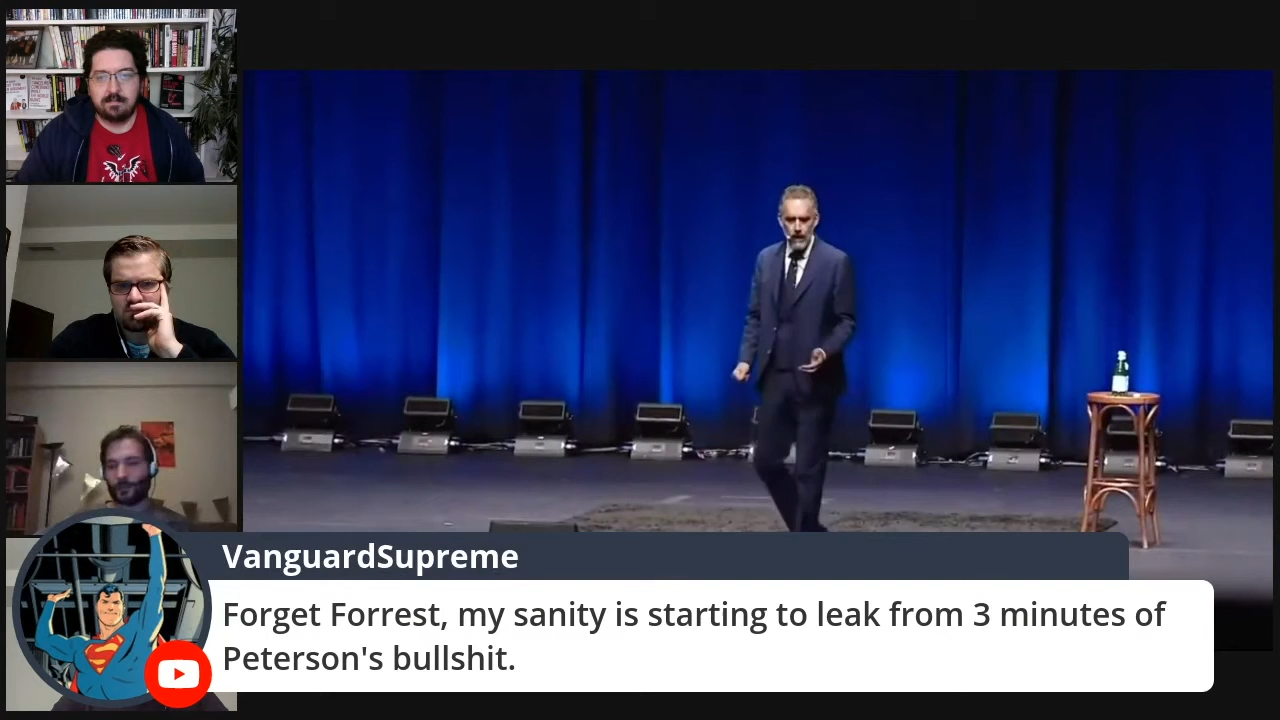 VanguardSupreme
Forget Forrest, my sanity is starting to leak from 3 minutes of
Peterson's bullshit.